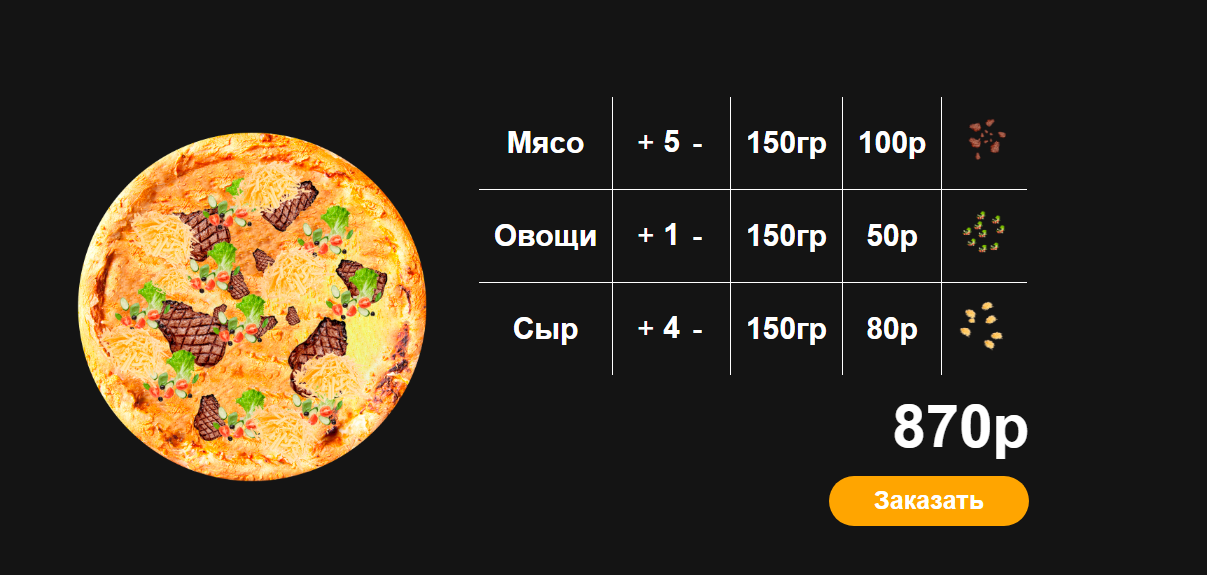 Мясо + 5 - 150гр 100р
Овощи + 1 - 150гр 50р
Сыр + 4 - 150гр 80р
870р
Заказать